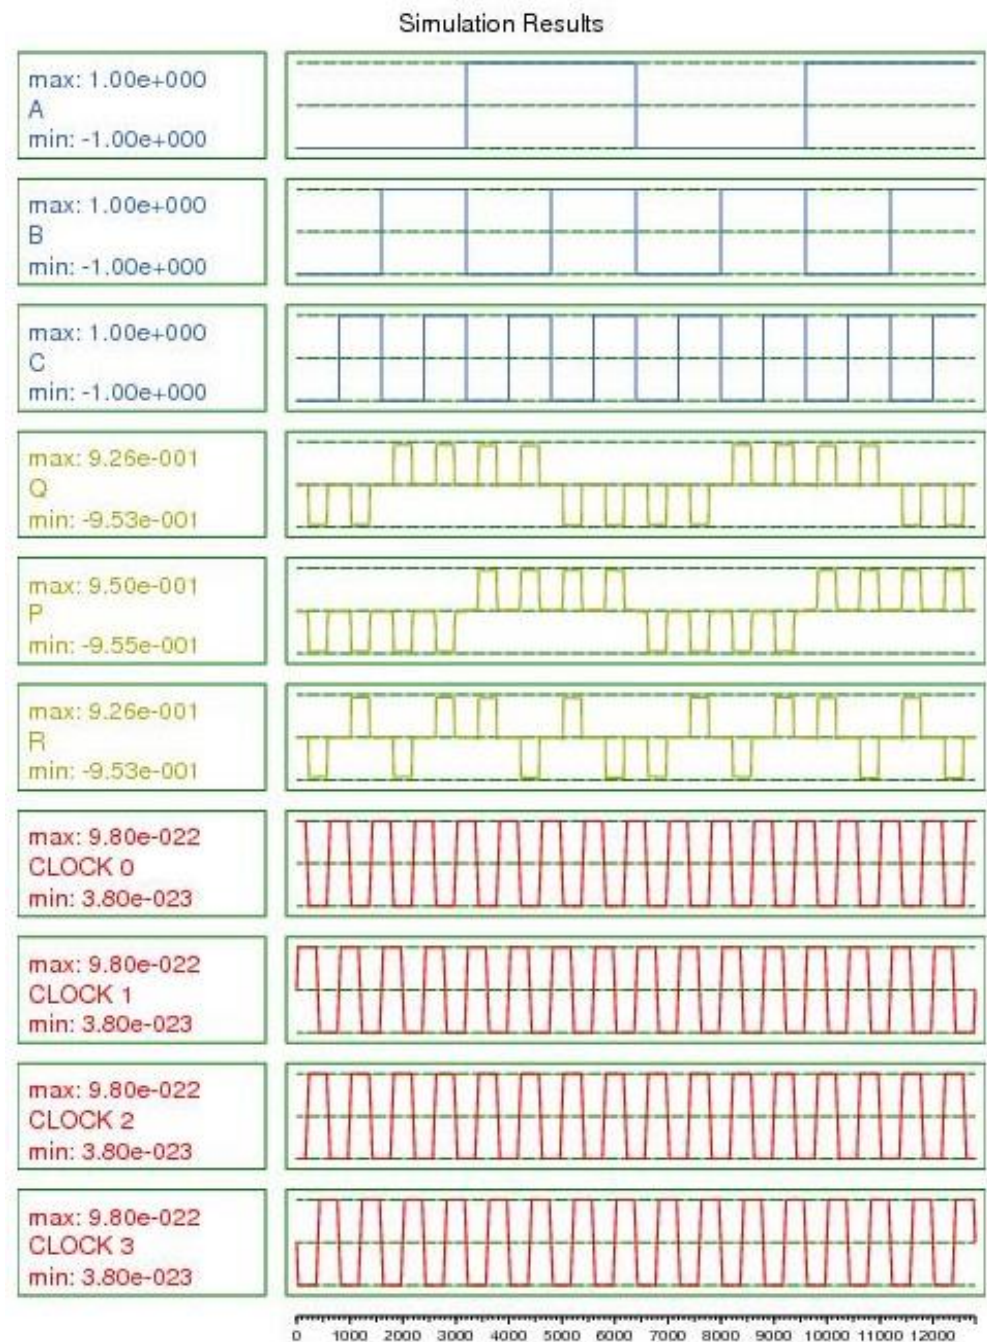 Simulation Results
max: 1.00e+000
A
min: -1.00e+000
max: 1.00e+000
B
min: -1.00e+000
max: 1.00e+000
C
min: -1.00e+000
max: 9.26e-001
Q
min: -9.53e-001
max: 9.50e-001
P
min: -9.55e-001
max: 9.26e-001
R
min: -9.53e-001
max: 9.80e-022
CLOCK 0
min: 3.80e-023
max: 9.80e-022
CLOCK 1
min: 3.80e-023
max: 9.80e-022
CLOCK 2
min: 3.80e-023
max: 9.80e-022
CLOCK 3
min: 3.80e-023
0 1000 2000 3000 4000 5000 6000 7000 8000 9000 10000 11000 12000